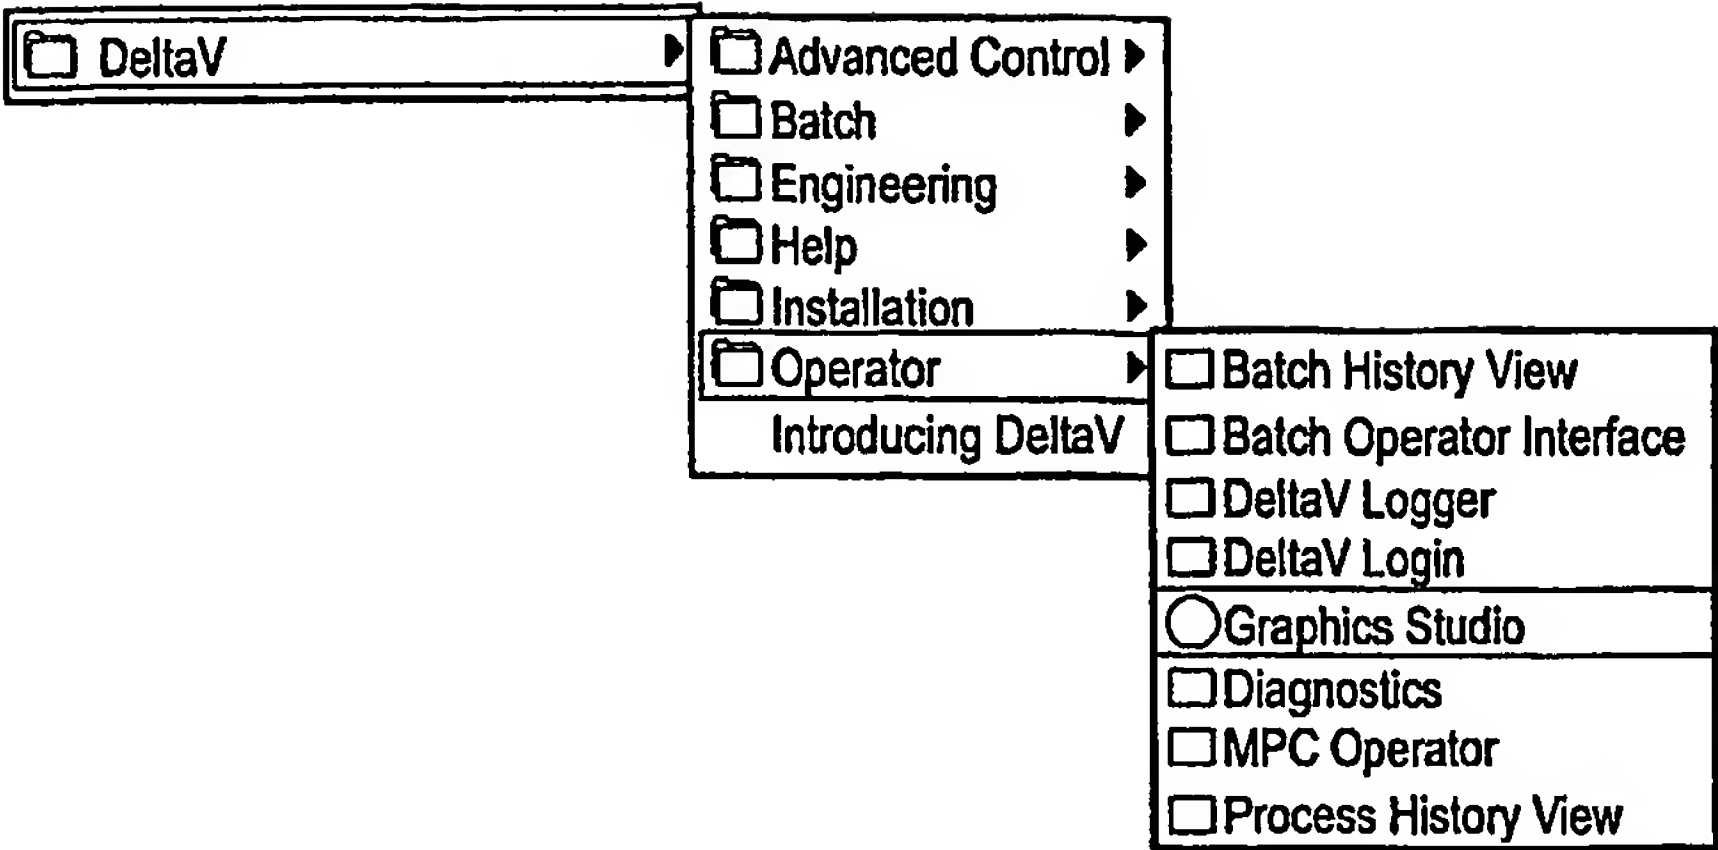 DeltaV
Advanced Control
Batch
Engineering
Help
Installation
Operator
Introducing DeltaV
Batch History View
Batch Operator Interface
DeltaV Logger
DeltaV Login
Graphics Studio
Diagnostics
MPC Operator
Process History View